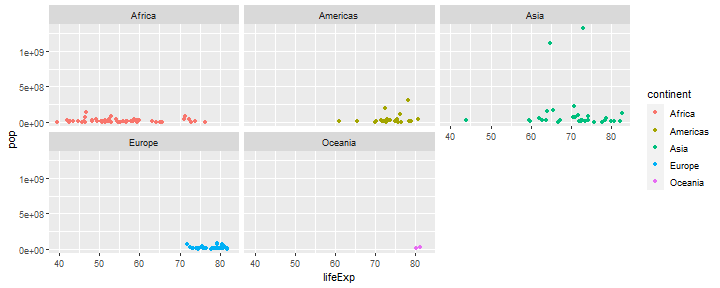 Africa Americas Asia
1e+09
5e+08
0e+00
pop
Europe Oceania
40 50 60 70 80
1e+09
5e+08
0e+00
40 50 60 70 80 40 50 60 70 80
lifeExp
continent
Africa
Americas
Asia
Europe
Oceania